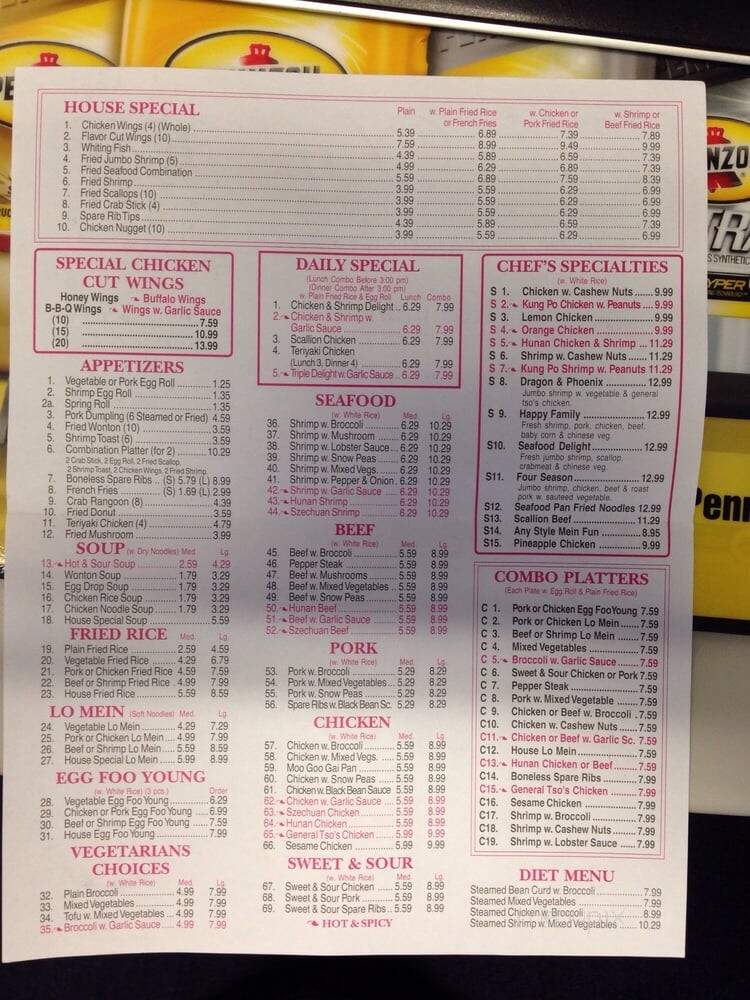 HOUSE SPECIAL
Plain w. Plain Fried Rice or French Fries w. Chicken or Pork Fried Rice w. Shrimp or Beef Fried Rice
1. Chicken Wings (4) (Whole) 5.39 6.89 7.39 7.89
2. Flavor Cut Wings (10) 7.59 8.99 9.49 9.99
3. Whiting Fish 4.39 5.89 6.59 7.39
4. Fried Jumbo Shrimp (5) 4.99 6.29 6.89 7.39
5. Fried Seafood Combination 5.59 6.89 7.59 8.39
6. Fried Shrimp 3.99 5.59 6.29 6.99
7. Fried Scallops (10) 3.99 5.59 6.29 6.99
8. Fried Crab Stick (4) 3.99 5.59 6.29 6.99
9. Spare Rib Tips 4.39 5.89 6.59 7.39
10. Chicken Nugget (10) 3.99 5.59 6.29 6.99
SPECIAL CHICKEN
CUT WINGS
Honey Wings Buffalo Wings
B-B-Q Wings Wings w. Garlic Sauce
(10) 7.59
(15) 10.99
(20) 13.99
APPETIZERS
1. Vegetable or Pork Egg Roll 1.25
2. Shrimp Egg Roll 1.35
2a. Spring Roll 1.35
3. Pork Dumpling (6 Steamed or Fried) 4.59
4. Fried Wonton (10) 3.59
5. Shrimp Toast (6) 3.59
6. Combination Platter (for 2) 10.29
2 Crab Stick, 2 Egg Roll, 2 Fried Scallop,
2 Shrimp Toast, 2 Chicken Wings, 2 Fried Shrimp
7. Boneless Spare Ribs .. (S) 5.79 (L) 8.99
8. French Fries (S) 1.69 (L) 2.99
9. Crab Rangoon (8) 4.39
10. Fried Donut 3.59
11. Teriyaki Chicken (4) 4.79
12. Fried Mushroom 3.99
SOUP (w. Dry Noodles) Med. Lg.
13. Hot & Sour Soup 2.59 4.29
14. Wonton Soup 1.79 3.29
15. Egg Drop Soup 1.79 3.29
16. Chicken Rice Soup 1.79 3.29
17. Chicken Noodle Soup 1.79 3.29
18. House Special Soup 5.59
FRIED RICE Med. Lg.
19. Plain Fried Rice 2.59 4.59
20. Vegetable Fried Rice 4.29 6.79
21. Pork or Chicken Fried Rice 4.59 7.59
22. Beef or Shrimp Fried Rice 4.99 7.99
23. House Fried Rice 5.59 8.59
LO MEIN (Soft Noodles) Med. Lg.
24. Vegetable Lo Mein 4.29 7.29
25. Pork or Chicken Lo Mein 4.99 7.99
26. Beef or Shrimp Lo Mein 5.59 8.59
27. House Special Lo Mein 5.99 8.99
EGG FOO YOUNG
(w. White Rice) (3 pcs.) Order
28. Vegetable Egg Foo Young 6.29
29. Chicken or Pork Egg Foo Young 6.99
30. Beef or Shrimp Egg Foo Young 7.59
31. House Egg Foo Young 7.99
VEGETARIANS
CHOICES
(w. White Rice) Med. Lg.
32. Plain Broccoli 4.99 7.99
33. Mixed Vegetables 4.99 7.99
34. Tofu w. Mixed Vegetables 4.99 7.99
35. Broccoli w. Garlic Sauce 4.99 7.99
DAILY SPECIAL
(Lunch Combo Before 3:00 pm)
(Dinner Combo After 3:00 pm)
w. Plain Fried Rice & Egg Roll Lunch Combo
1. Chicken & Shrimp Delight 6.29 7.99
2. Chicken & Shrimp w.
Garlic Sauce 6.29 7.99
3. Scallion Chicken 6.29 7.99
4. Teriyaki Chicken
(Lunch 3, Dinner 4) 6.29 7.99
5. Triple Delight w. Garlic Sauce 6.29 7.99
SEAFOOD
(w. White Rice) Med. Lg.
36. Shrimp w. Broccoli 6.29 10.29
37. Shrimp w. Mushroom 6.29 10.29
38. Shrimp w. Lobster Sauce 6.29 10.29
39. Shrimp w. Snow Peas 6.29 10.29
40. Shrimp w. Mixed Vegs. 6.29 10.29
41. Shrimp w. Pepper & Onion 6.29 10.29
42. Shrimp w. Garlic Sauce 6.29 10.29
43. Hunan Shrimp 6.29 10.29
44. Szechuan Shrimp 6.29 10.29
BEEF
(w. White Rice) Med. Lg.
45. Beef w. Broccoli 5.59 8.99
46. Pepper Steak 5.59 8.99
47. Beef w. Mushrooms 5.59 8.99
48. Beef w. Mixed Vegetables 5.59 8.99
49. Beef w. Snow Peas 5.59 8.99
50. Hunan Beef 5.59 8.99
51. Beef w. Garlic Sauce 5.59 8.99
52. Szechuan Beef 5.59 8.99
PORK
(w. White Rice) Med. Lg.
53. Pork w. Broccoli 5.29 8.29
54. Pork w. Mixed Vegetables 5.29 8.29
55. Pork w. Snow Peas 5.29 8.29
56. Spare Ribs w. Black Bean Sc. 5.29 8.29
CHICKEN
(w. White Rice) Med. Lg.
57. Chicken w. Broccoli 5.59 8.99
58. Chicken w. Mixed Vegs. 5.59 8.99
59. Moo Goo Gai Pan 5.59 8.99
60. Chicken w. Snow Peas 5.59 8.99
61. Chicken w. Black Bean Sauce 5.59 8.99
62. Chicken w. Garlic Sauce 5.59 8.99
63. Szechuan Chicken 5.59 8.99
64. Hunan Chicken 5.59 8.99
65. General Tso's Chicken 5.99 9.99
66. Sesame Chicken 5.99 9.99
SWEET & SOUR
(w. White Rice) Med. Lg.
67. Sweet & Sour Chicken 5.59 8.99
68. Sweet & Sour Pork 5.59 8.99
69. Sweet & Sour Spare Ribs 5.59 8.99
HOT & SPICY
CHEF'S SPECIALTIES
(w. White Rice)
S 1. Chicken w. Cashew Nuts 9.99
S 2. Kung Po Chicken w. Peanuts 9.99
S 3. Lemon Chicken 9.99
S 4. Orange Chicken 9.99
S 5. Hunan Chicken & Shrimp 11.29
S 6. Shrimp w. Cashew Nuts 11.29
S 7. Kung Po Shrimp w. Peanuts 11.29
S 8. Dragon & Phoenix 12.99
Jumbo shrimp w. vegetable & general
tso's chicken.
S 9. Happy Family 12.99
Fresh shrimp, pork, chicken, beef,
baby corn & chinese veg.
S10. Seafood Delight 12.99
Fresh jumbo shrimp, scallop,
crabmeat & chinese veg.
S11. Four Season 12.99
Jumbo shrimp, chicken, beef & roast
pork w. sauteed vegetable.
S12. Seafood Pan Fried Noodles 12.99
S13. Scallion Beef 11.29
S14. Any Style Mein Fun 8.95
S15. Pineapple Chicken 9.99
COMBO PLATTERS
(Each Plate w. Egg Roll & Plain Fried Rice)
C 1. Pork or Chicken Egg Foo Young 7.59
C 2. Pork or Chicken Lo Mein 7.59
C 3. Beef or Shrimp Lo Mein 7.59
C 4. Mixed Vegetables 7.59
C 5. Broccoli w. Garlic Sauce 7.59
C 6. Sweet & Sour Chicken or Pork 7.59
C 7. Pepper Steak 7.59
C 8. Pork w. Mixed Vegetable 7.59
C 9. Chicken or Beef w. Broccoli 7.59
C10. Chicken w. Cashew Nuts 7.59
C11. Chicken or Beef w. Garlic Sc. 7.59
C12. House Lo Mein 7.59
C13. Hunan Chicken or Beef 7.59
C14. Boneless Spare Ribs 7.99
C15. General Tso's Chicken 7.99
C16. Sesame Chicken 7.99
C17. Shrimp w. Broccoli 7.99
C18. Shrimp w. Cashew Nuts 7.99
C19. Shrimp w. Lobster Sauce 7.99
DIET MENU
Steamed Bean Curd w. Broccoli 7.99
Steamed Mixed Vegetables 7.99
Steamed Chicken w. Broccoli 8.99
Steamed Shrimp w. Mixed Vegetables 10.29